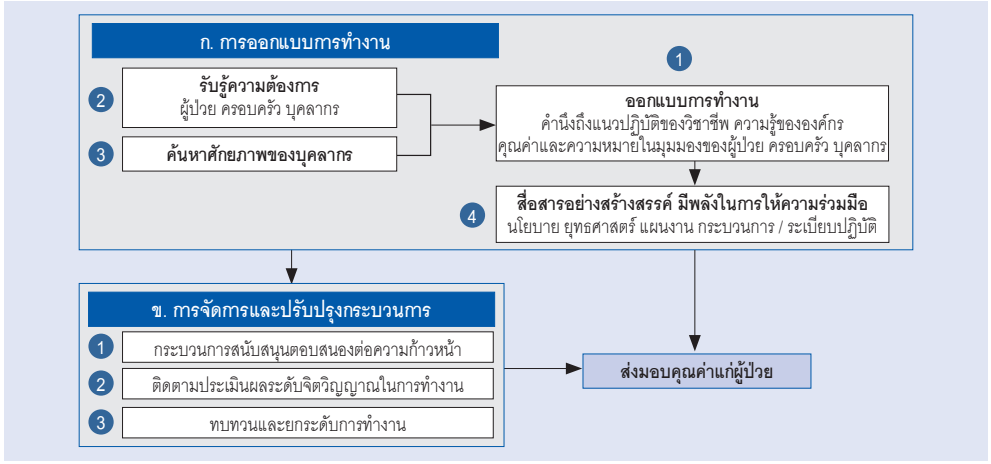 ก. การออกแบบการทำงาน
1
2
รับรู้ความต้องการ
ผู้ป่วย ครอบครัว บุคลากร
3
ค้นหาศักยภาพของบุคลากร
ออกแบบการทำงาน
คำนึงถึงแนวปฏิบัติของวิชาชีพ ความรู้ขององค์กร
คุณค่าและความหมายในมุมมองของผู้ป่วย ครอบครัว บุคลากร
4
สื่อสารอย่างสร้างสรรค์ มีพลังในการให้ความร่วมมือ
นโยบาย ยุทธศาสตร์ แผนงาน กระบวนการ / ระเบียบปฏิบัติ
ข. การจัดการและปรับปรุงกระบวนการ
1
กระบวนการสนับสนุนตอบสนองต่อความก้าวหน้า
2
ติดตามประเมินผลระดับจิตวิญญาณในการทำงาน
3
ทบทวนและยกระดับการทำงาน
ส่งมอบคุณค่าแก่ผู้ป่วย